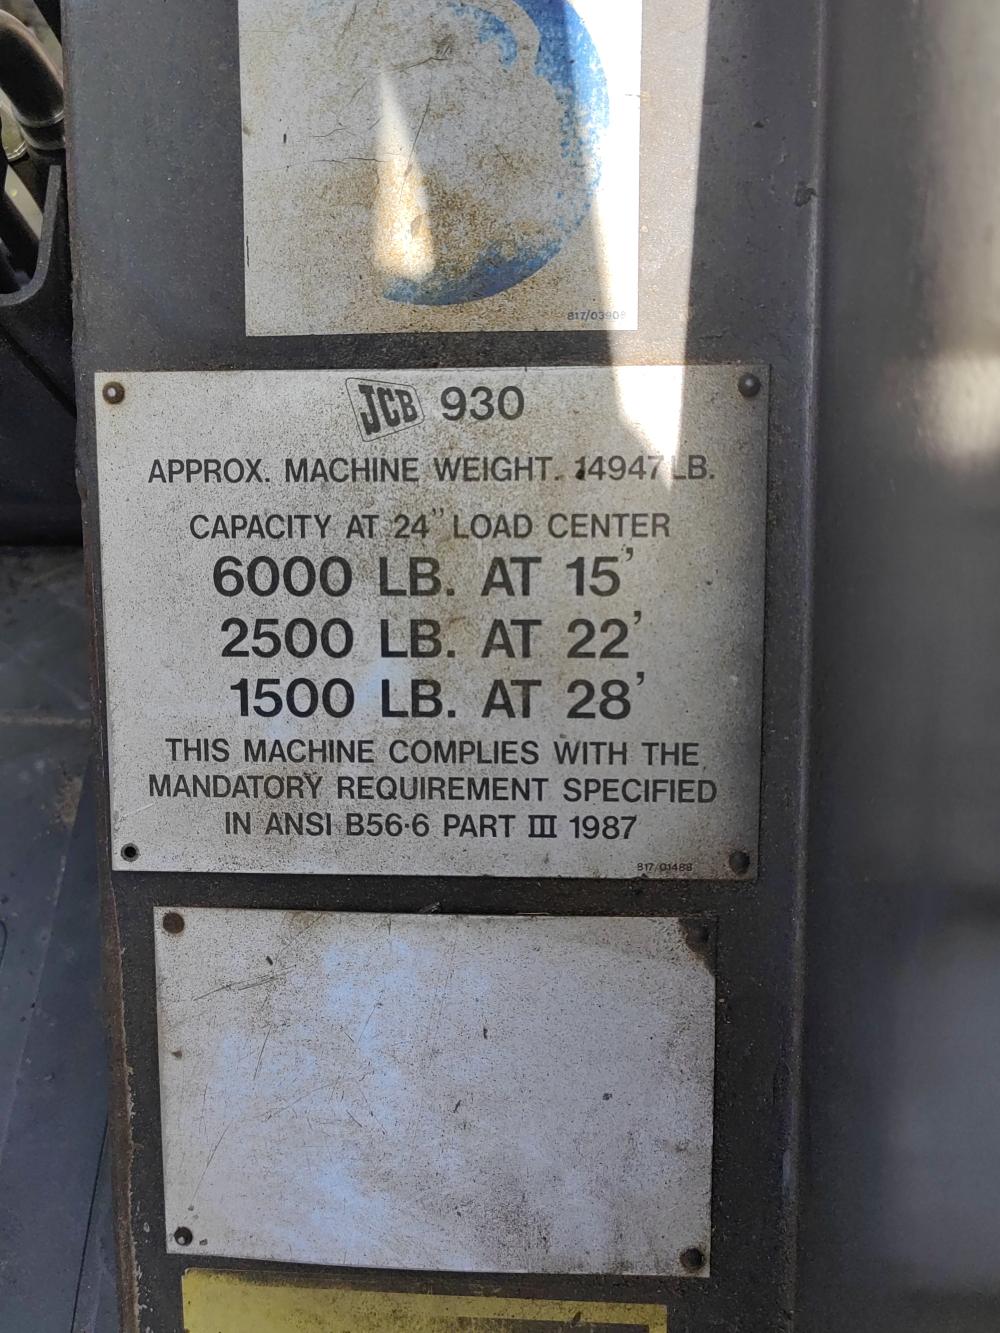 817/03908
JCB 930
APPROX. MACHINE WEIGHT. 14947 LB.
CAPACITY AT 24" LOAD CENTER
6000 LB. AT 15'
2500 LB. AT 22'
1500 LB. AT 28'
THIS MACHINE COMPLIES WITH THE
MANDATORY REQUIREMENT SPECIFIED
IN ANSI B56·6 PART III 1987
817/01488